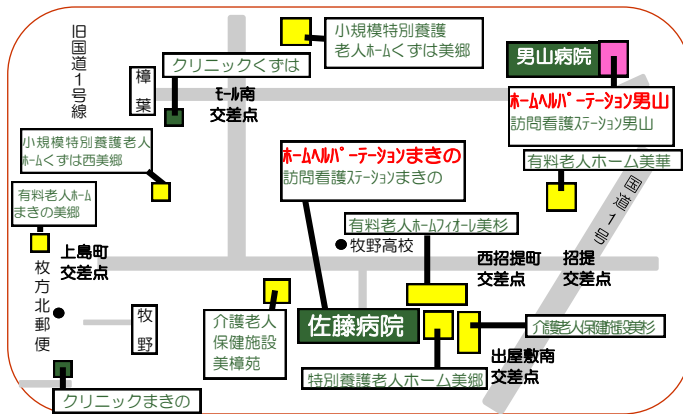 旧国道１号線
樟葉
クリニックくずは
ﾓｰﾙ南
交差点
小規模特別養護
老人ﾎｰﾑくずは美郷
男山病院
ホームヘルパーテーション男山
訪問看護ステーション男山
小規模特別養護老人
ホームくずは西美郷
ホームヘルパーテーションまきの
訪問看護ステーションまきの
有料老人ホーム美華
国道１号
有料老人ホーム
まきの美郷
有料老人ホームフィオーレ美杉
牧野高校
上島町
交差点
西招提町
交差点
招提
交差点
枚方北郵便
牧野
介護老人
保健施設
美樟苑
佐藤病院
介護老人保健施設美杉
出屋敷南
交差点
特別養護老人ホーム美郷
クリニックまきの